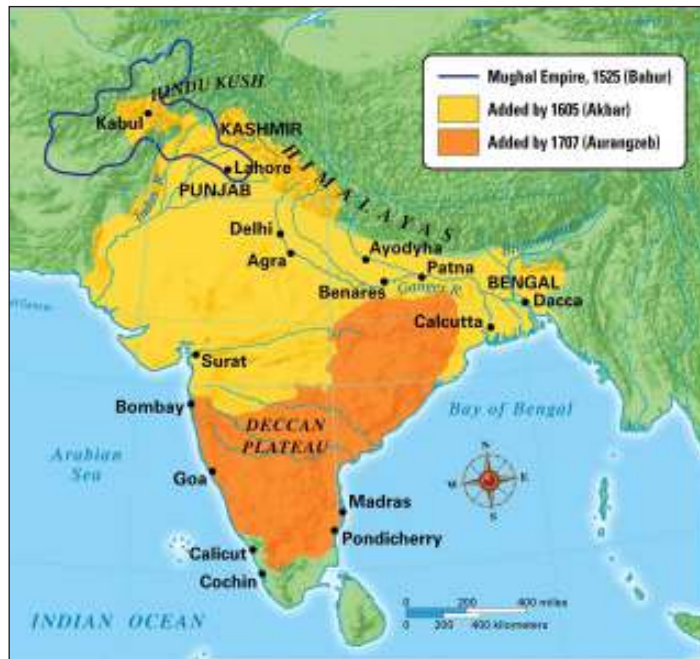 Mughal Empire, 1525 (Babur)
Added by 1605 (Akbar)
Added by 1707 (Aurangzeb)
HINDU KUSH
Kabul
KASHMIR
HIMALAYAS
Lahore
PUNJAB
Indus R.
Delhi
Agra
Ayodyha
Patna
Benares
Ganges R.
BENGAL
Dacca
Calcutta
Surat
Bombay
DECCAN
PLATEAU
Bay of Bengal
Arabian
Sea
Goa
N
W
E
S
Madras
Pondicherry
Calicut
Cochin
0 200 400 miles
0 200 400 kilometers
INDIAN OCEAN